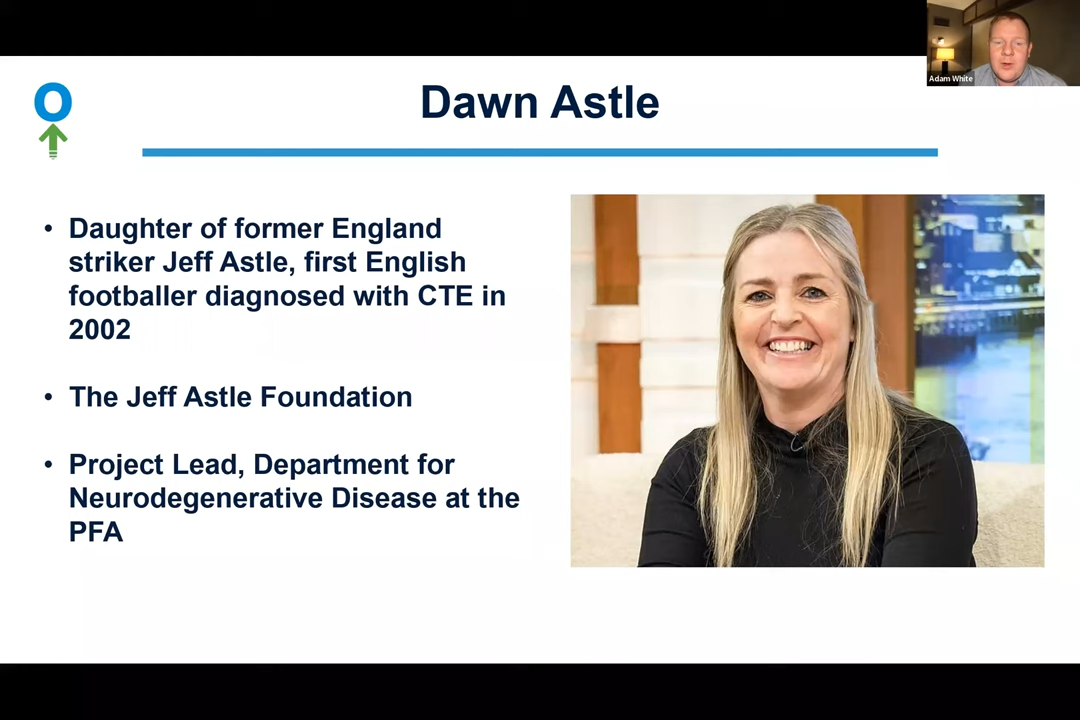 Adam White
Dawn Astle
• Daughter of former England
striker Jeff Astle, first English
footballer diagnosed with CTE in
2002
• The Jeff Astle Foundation
• Project Lead, Department for
Neurodegenerative Disease at the
PFA